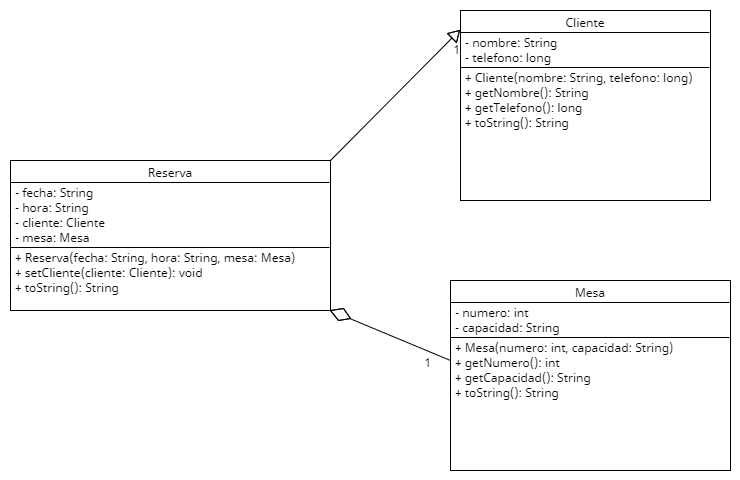 Cliente
- nombre: String
- telefono: long
+ Cliente(nombre: String, telefono: long)
+ getNombre(): String
+ getTelefono(): long
+ toString(): String
1
Reserva
- fecha: String
- hora: String
- cliente: Cliente
- mesa: Mesa
+ Reserva(fecha: String, hora: String, mesa: Mesa)
+ setCliente(cliente: Cliente): void
+ toString(): String
Mesa
- numero: int
- capacidad: String
+ Mesa(numero: int, capacidad: String)
+ getNumero(): int
+ getCapacidad(): String
+ toString(): String
1